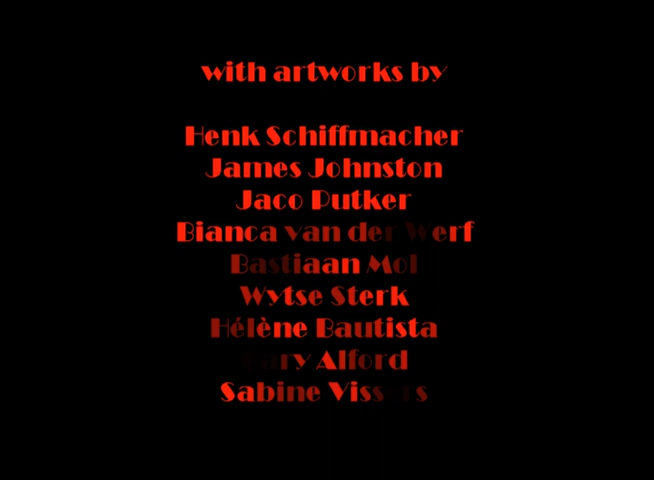 with artworks by
Henk Schiffmacher
James Johnston
Jaco Putker
Bianca van der Werf
Bastiaan Mol
Wytse Sterk
Hélène Bautista
Alford
Sabine Vissers